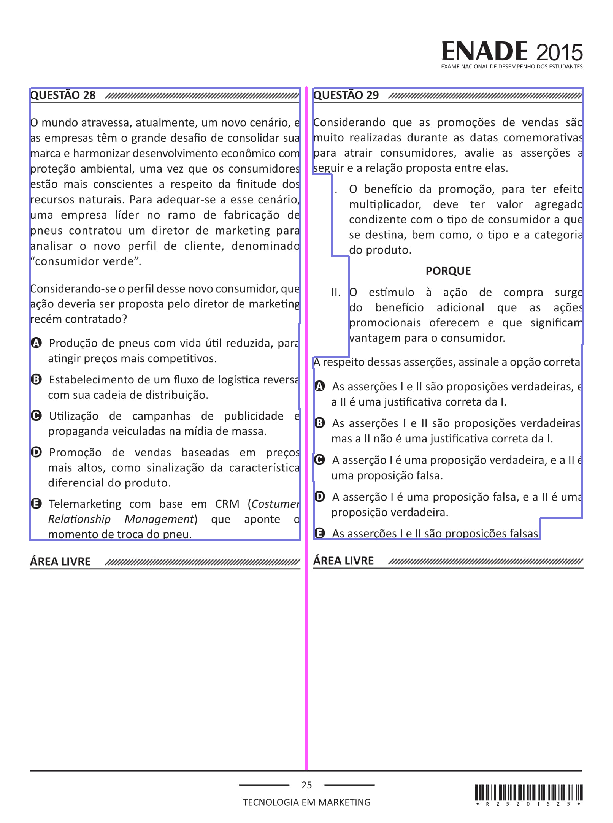 ENADE 2015
EXAME NACIONAL DE DESEMPENHO DOS ESTUDANTES
QUESTÃO 28
O mundo atravessa, atualmente, um novo cenário, e
as empresas têm o grande desafio de consolidar sua
marca e harmonizar desenvolvimento econômico com
proteção ambiental, uma vez que os consumidores
estão mais conscientes a respeito da finitude dos
recursos naturais. Para adequar-se a esse cenário,
uma empresa líder no ramo de fabricação de
pneus contratou um diretor de marketing para
analisar o novo perfil de cliente, denominado
“consumidor verde”.
Considerando-se o perfil desse novo consumidor, que
ação deveria ser proposta pelo diretor de marketing
recém contratado?
A Produção de pneus com vida útil reduzida, para
atingir preços mais competitivos.
B Estabelecimento de um fluxo de logística reversa
com sua cadeia de distribuição.
C Utilização de campanhas de publicidade e
propaganda veiculadas na mídia de massa.
D Promoção de vendas baseadas em preços
mais altos, como sinalização da característica
diferencial do produto.
E Telemarketing com base em CRM (Costumer
Relationship Management) que aponte o
momento de troca do pneu.
ÁREA LIVRE
QUESTÃO 29
Considerando que as promoções de vendas são
muito realizadas durante as datas comemorativas
para atrair consumidores, avalie as asserções a
seguir e a relação proposta entre elas.
I. O benefício da promoção, para ter efeito
multiplicador, deve ter valor agregado
condizente com o tipo de consumidor a que
se destina, bem como, o tipo e a categoria
do produto.
PORQUE
II. O estímulo à ação de compra surge
do benefício adicional que as ações
promocionais oferecem e que significam
vantagem para o consumidor.
A respeito dessas asserções, assinale a opção correta.
A As asserções I e II são proposições verdadeiras, e
a II é uma justificativa correta da I.
B As asserções I e II são proposições verdadeiras,
mas a II não é uma justificativa correta da I.
C A asserção I é uma proposição verdadeira, e a II é
uma proposição falsa.
D A asserção I é uma proposição falsa, e a II é uma
proposição verdadeira.
E As asserções I e II são proposições falsas.
ÁREA LIVRE
25
TECNOLOGIA EM MARKETING
*R2520152​5*